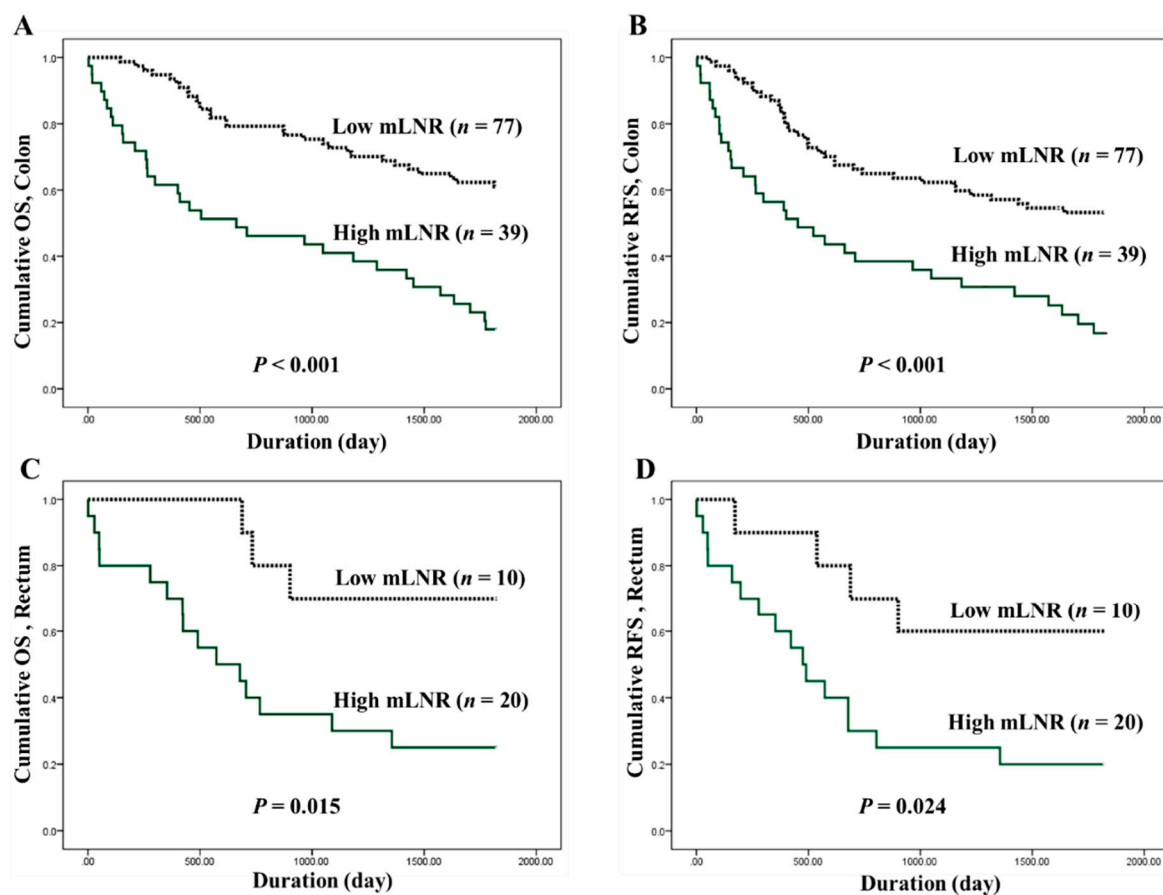 A
Cumulative OS, Colon
1.0
0.8
0.6
0.4
0.2
0.0
Low mLNR (n = 77)
High mLNR (n = 39)
P < 0.001
.00 500.00 1000.00 1500.00 2000.00
Duration (day)
B
Cumulative RFS, Colon
1.0
0.8
0.6
0.4
0.2
0.0
Low mLNR (n = 77)
High mLNR (n = 39)
P < 0.001
.00 500.00 1000.00 1500.00 2000.00
Duration (day)
C
Cumulative OS , Rectum
1.0
0.8
0.6
0.4
0.2
0.0
Low mLNR (n = 10)
High mLNR (n = 20)
P = 0.015
.00 500.00 1000.00 1500.00 2000.00
Duration (day)
D
Cumulative RFS , Rectum
1.0
0.8
0.6
0.4
0.2
0.0
Low mLNR (n = 10)
High mLNR (n = 20)
P = 0.024
.00 500.00 1000.00 1500.00 2000.00
Duration (day)